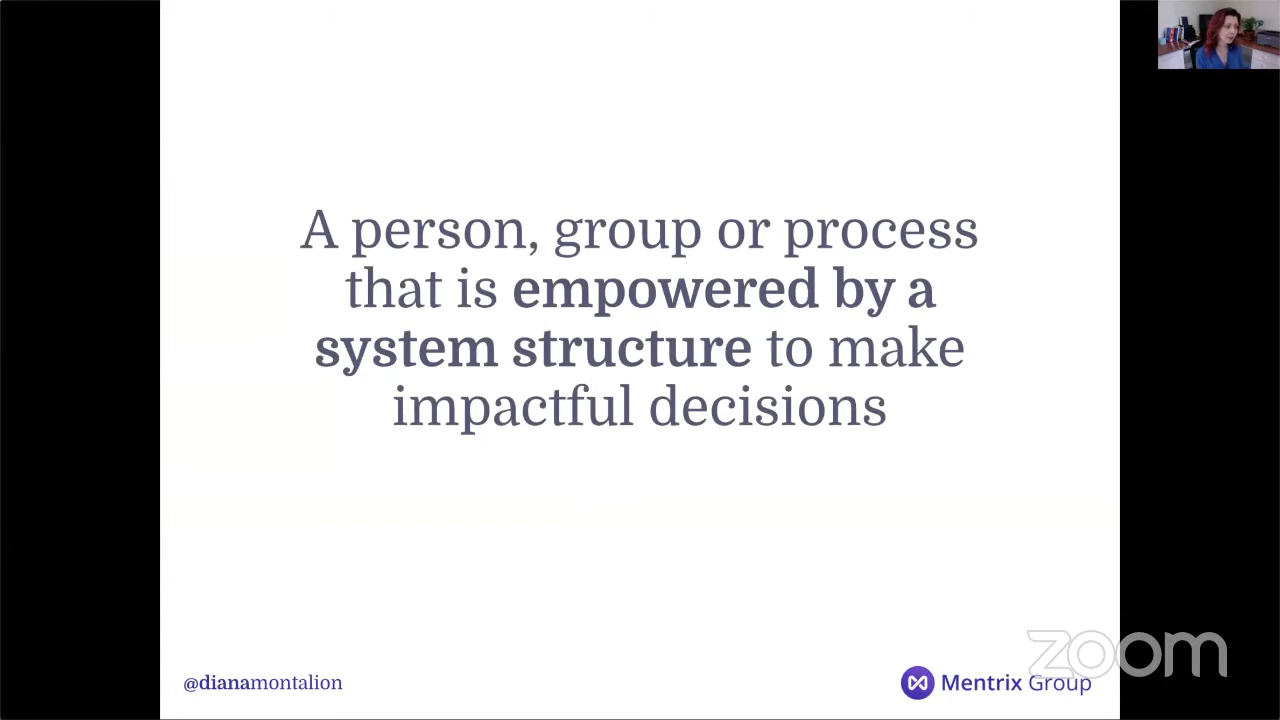 A person, group or process
that is empowered by a
system structure to make
impactful decisions
@dianamontalion
Mentrix Group
zoom